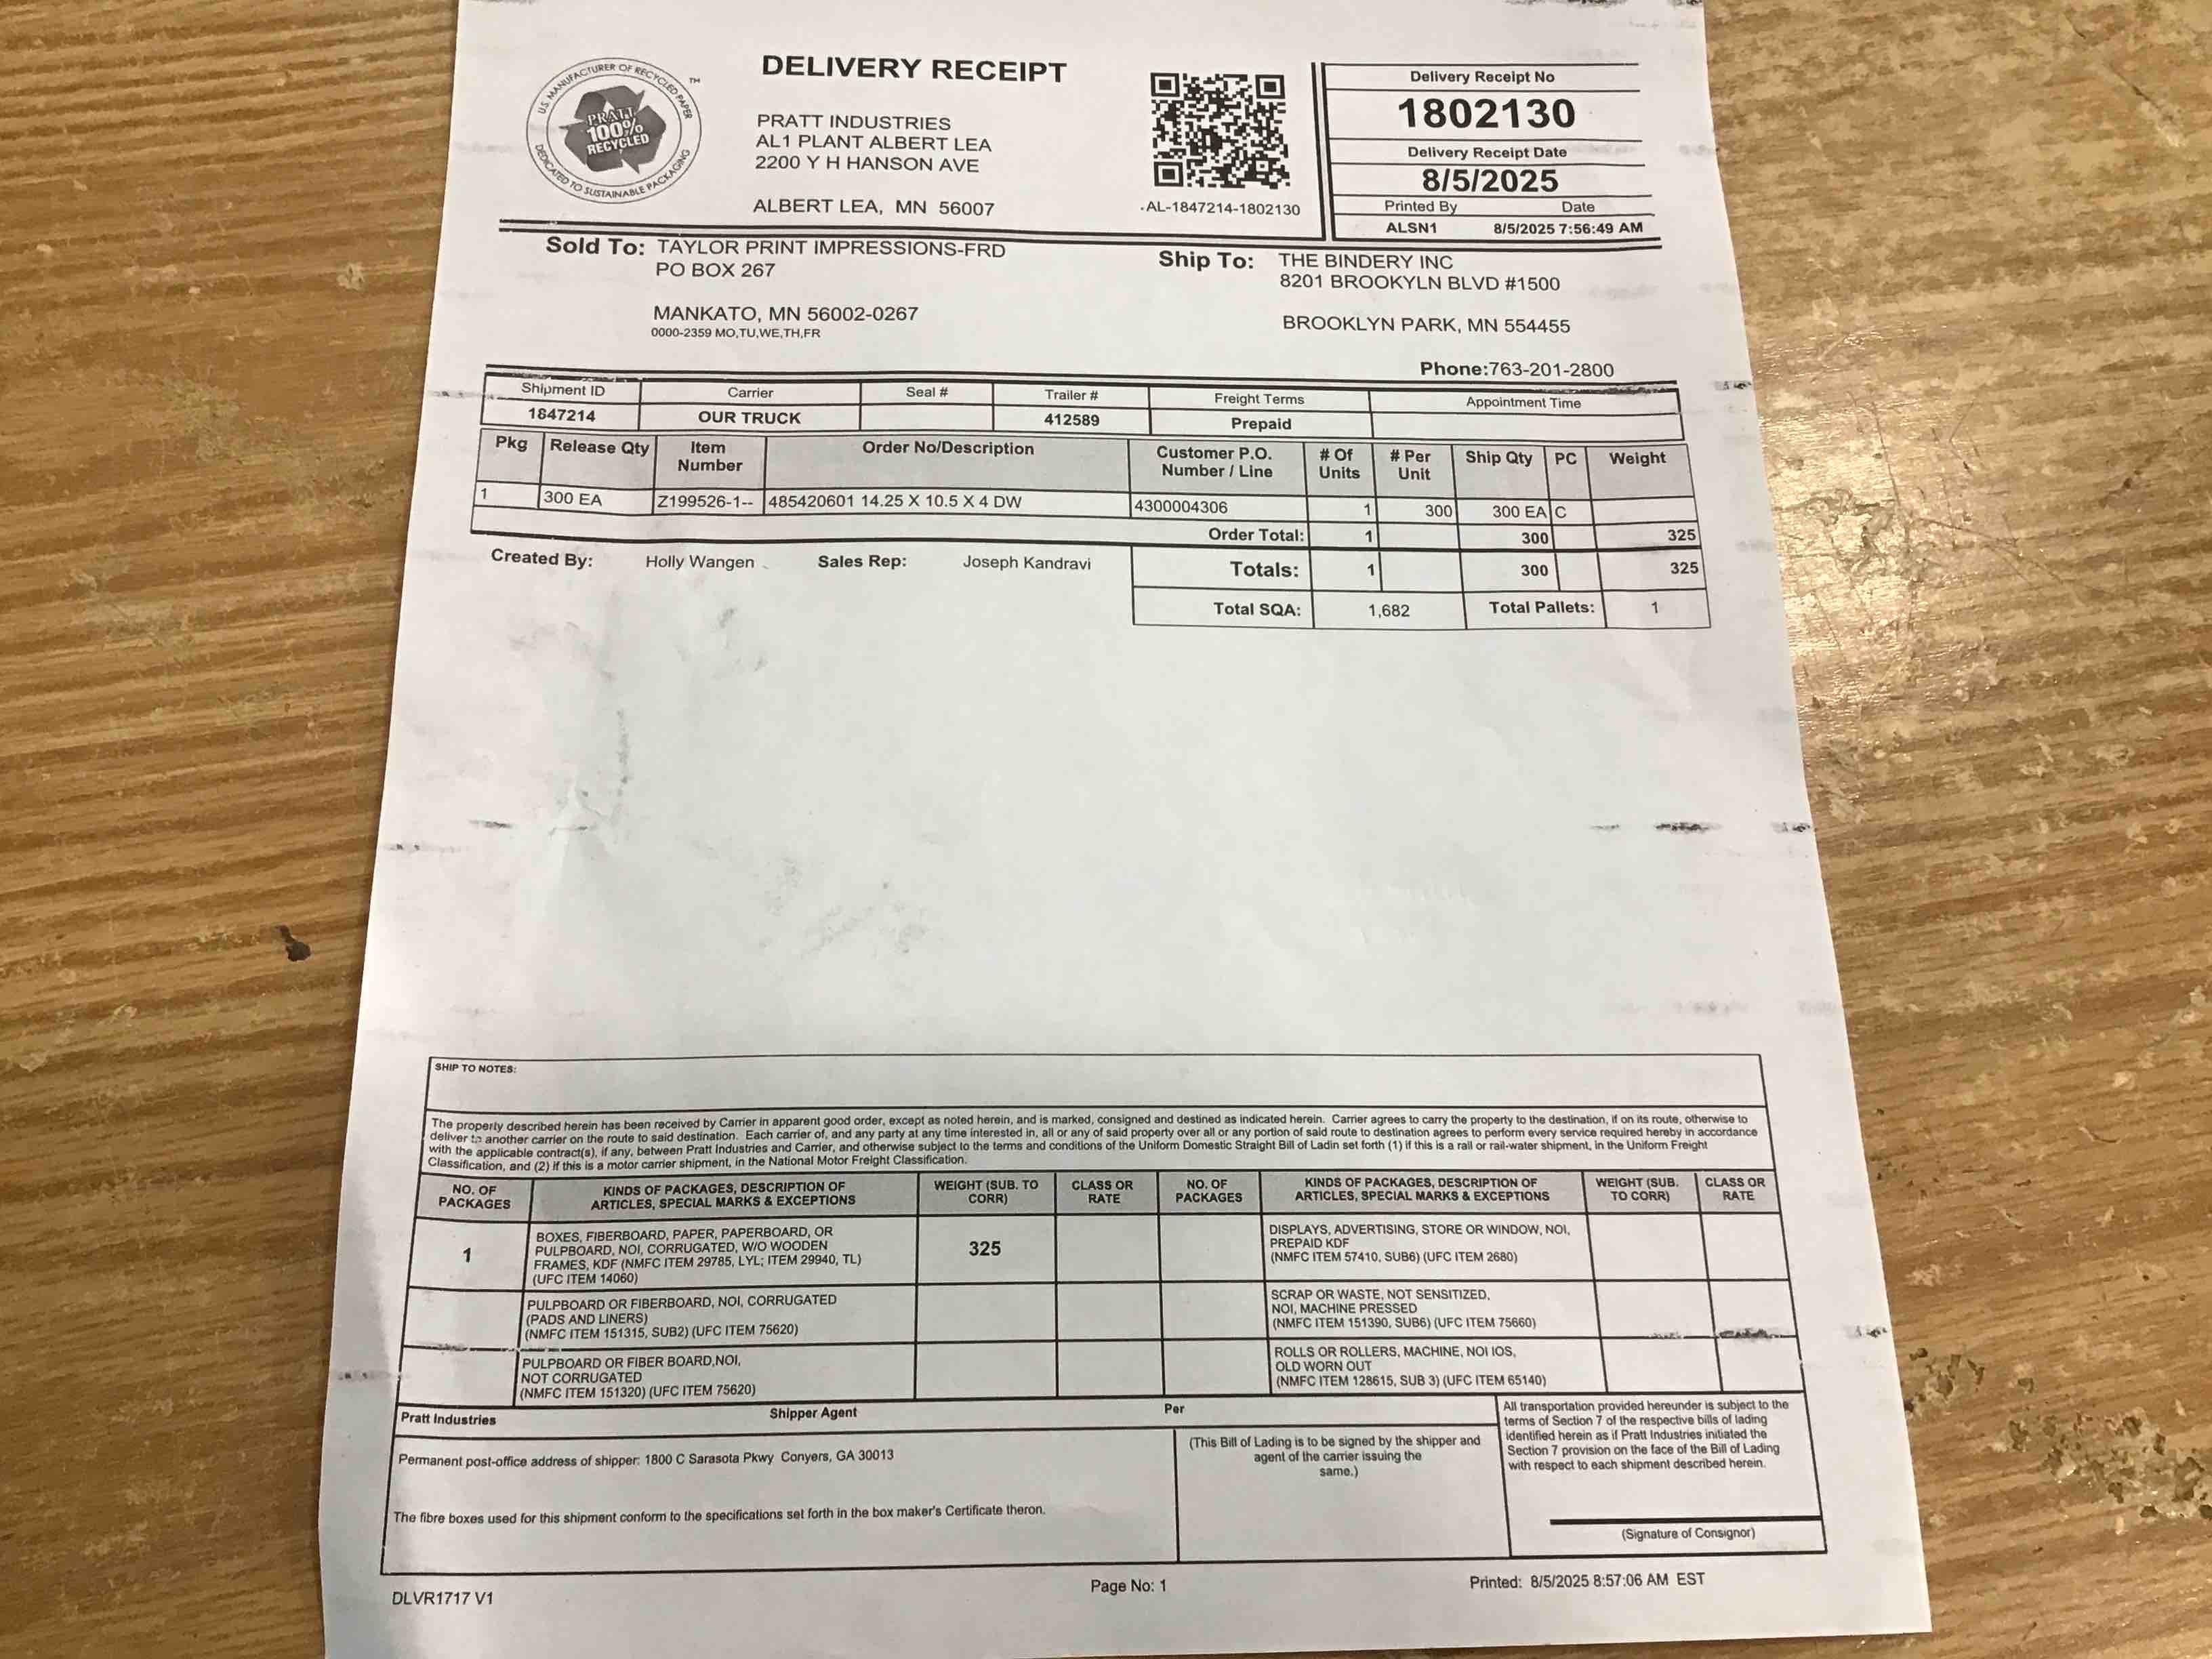 U.S. MANUFACTURER OF RECYCLED PAPER
PRATT
100%
RECYCLED
DEDICATED TO SUSTAINABLE PACKAGING
TM
DELIVERY RECEIPT
PRATT INDUSTRIES
AL1 PLANT ALBERT LEA
2200 Y H HANSON AVE
ALBERT LEA, MN 56007
AL-1847214-1802130
Delivery Receipt No
1802130
Delivery Receipt Date
8/5/2025
Printed By Date
ALSN1 8/5/2025 7:56:49 AM
Sold To: TAYLOR PRINT IMPRESSIONS-FRD
PO BOX 267
MANKATO, MN 56002-0267
0000-2359 MO,TU,WE,TH,FR
Ship To: THE BINDERY INC
8201 BROOKYLN BLVD #1500
BROOKLYN PARK, MN 554455
Phone:763-201-2800
Shipment ID Carrier Seal # Trailer # Freight Terms Appointment Time
1847214 OUR TRUCK 412589 Prepaid
Pkg Release Qty Item Number Order No/Description Customer P.O. Number / Line # Of Units # Per Unit Ship Qty PC Weight
1 300 EA Z199526-1-- 485420601 14.25 X 10.5 X 4 DW 4300004306 1 300 300 EA C
Order Total: 1 300 325
Created By: Holly Wangen Sales Rep: Joseph Kandravi Totals: 1 300 325
Total SQA: 1,682 Total Pallets: 1
SHIP TO NOTES:
The property described herein has been received by Carrier in apparent good order, except as noted herein, and is marked, consigned and destined as indicated herein. Carrier agrees to carry the property to the destination, if on its route, otherwise to
deliver to another carrier on the route to said destination. Each carrier of, and any party at any time interested in, all or any of said property over all or any portion of said route to destination agrees to perform every service required hereby in accordance
with the applicable contract(s), if any, between Pratt Industries and Carrier, and otherwise subject to the terms and conditions of the Uniform Domestic Straight Bill of Ladin set forth (1) if this is a rail or rail-water shipment, in the Uniform Freight
Classification, and (2) if this is a motor carrier shipment, in the National Motor Freight Classification.
NO. OF PACKAGES KINDS OF PACKAGES, DESCRIPTION OF ARTICLES, SPECIAL MARKS & EXCEPTIONS WEIGHT (SUB. TO CORR) CLASS OR RATE NO. OF PACKAGES KINDS OF PACKAGES, DESCRIPTION OF ARTICLES, SPECIAL MARKS & EXCEPTIONS WEIGHT (SUB. TO CORR) CLASS OR RATE
1
BOXES, FIBERBOARD, PAPER, PAPERBOARD, OR
PULPBOARD, NOI, CORRUGATED, W/O WOODEN
FRAMES, KDF (NMFC ITEM 29785, LYL; ITEM 29940, TL)
(UFC ITEM 14060)
325
DISPLAYS, ADVERTISING, STORE OR WINDOW, NOI,
PREPAID KDF
(NMFC ITEM 57410, SUB6) (UFC ITEM 2680)
PULPBOARD OR FIBERBOARD, NOI, CORRUGATED
(PADS AND LINERS)
(NMFC ITEM 151315, SUB2) (UFC ITEM 75620)
SCRAP OR WASTE, NOT SENSITIZED,
NOI, MACHINE PRESSED
(NMFC ITEM 151390, SUB6) (UFC ITEM 75660)
PULPBOARD OR FIBER BOARD,NOI,
NOT CORRUGATED
(NMFC ITEM 151320) (UFC ITEM 75620)
ROLLS OR ROLLERS, MACHINE, NOI IOS,
OLD WORN OUT
(NMFC ITEM 128615, SUB 3) (UFC ITEM 65140)
Pratt Industries Shipper Agent Per
Permanent post-office address of shipper: 1800 C Sarasota Pkwy Conyers, GA 30013
The fibre boxes used for this shipment conform to the specifications set forth in the box maker's Certificate theron.
(This Bill of Lading is to be signed by the shipper and
agent of the carrier issuing the
same.)
All transportation provided hereunder is subject to the
terms of Section 7 of the respective bills of lading
identified herein as if Pratt Industries initiated the
Section 7 provision on the face of the Bill of Lading
with respect to each shipment described herein.
(Signature of Consignor)
DLVR1717 V1 Page No: 1 Printed: 8/5/2025 8:57:06 AM EST